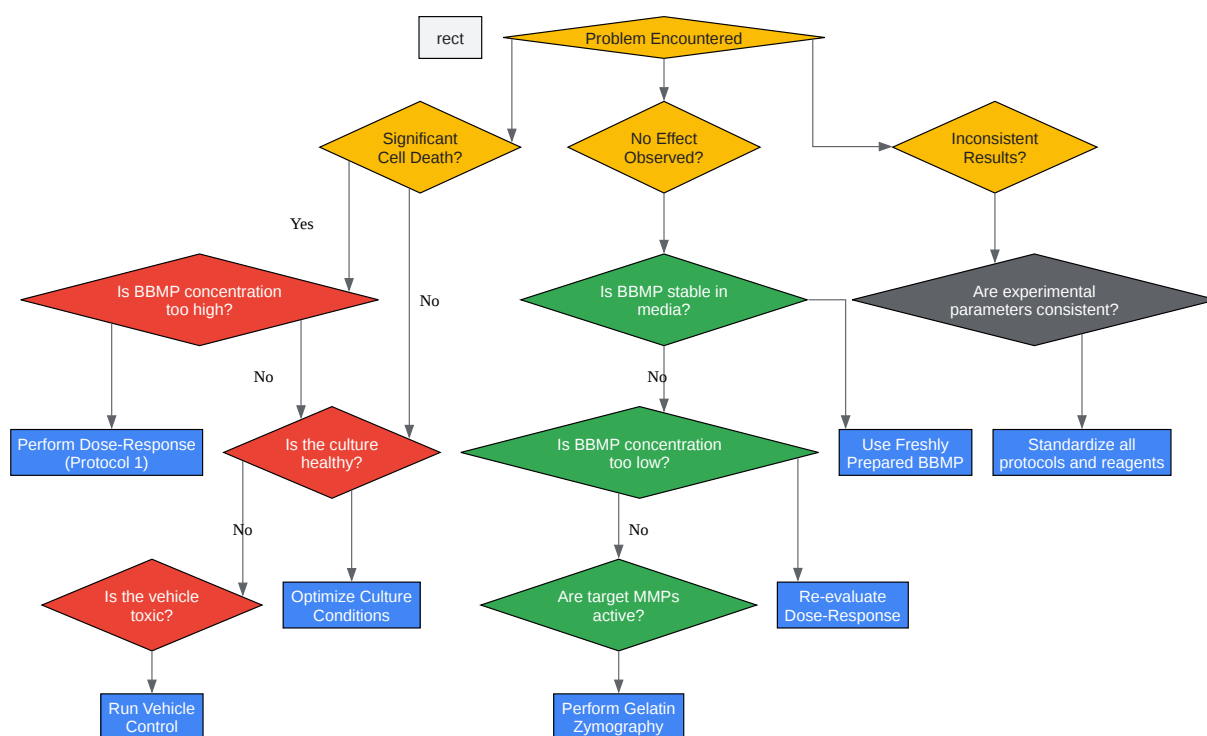 rect
Problem Encountered
Significant
Cell Death?
No Effect
Observed?
Inconsistent
Results?
Yes
Is BBMP concentration
too high?
No
Is BBMP stable in
media?
Are experimental
parameters consistent?
No
No
Perform Dose-Response
(Protocol 1)
Is the culture
healthy?
Is BBMP concentration
too low?
Use Freshly
Prepared BBMP
Standardize all
protocols and reagents
No
No
Is the vehicle
toxic?
Optimize Culture
Conditions
Are target MMPs
active?
Re-evaluate
Dose-Response
Run Vehicle
Control
Perform Gelatin
Zymography